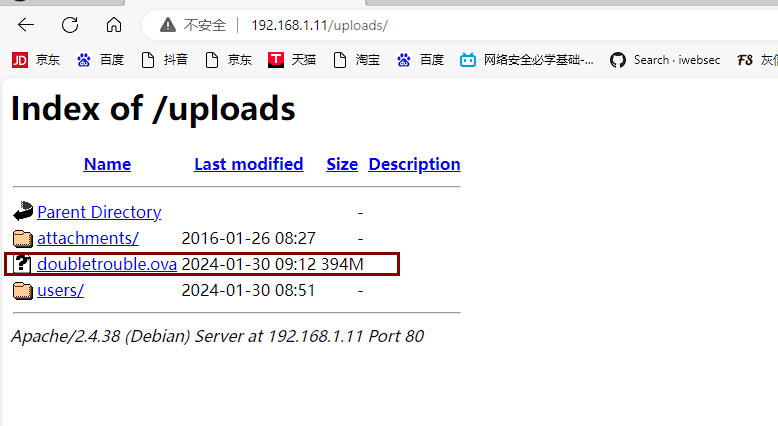 不安全 192.168.1.11/uploads/
JD 京东 百度 抖音 京东 T 天猫 淘宝 百度 网络安全必学基础-... Search · iwebsec FS 灰信
Index of /uploads
Name Last modified Size Description
Parent Directory -
attachments/ 2016-01-26 08:27 -
doubletrouble.ova 2024-01-30 09:12 394M
users/ 2024-01-30 08:51 -
Apache/2.4.38 (Debian) Server at 192.168.1.11 Port 80